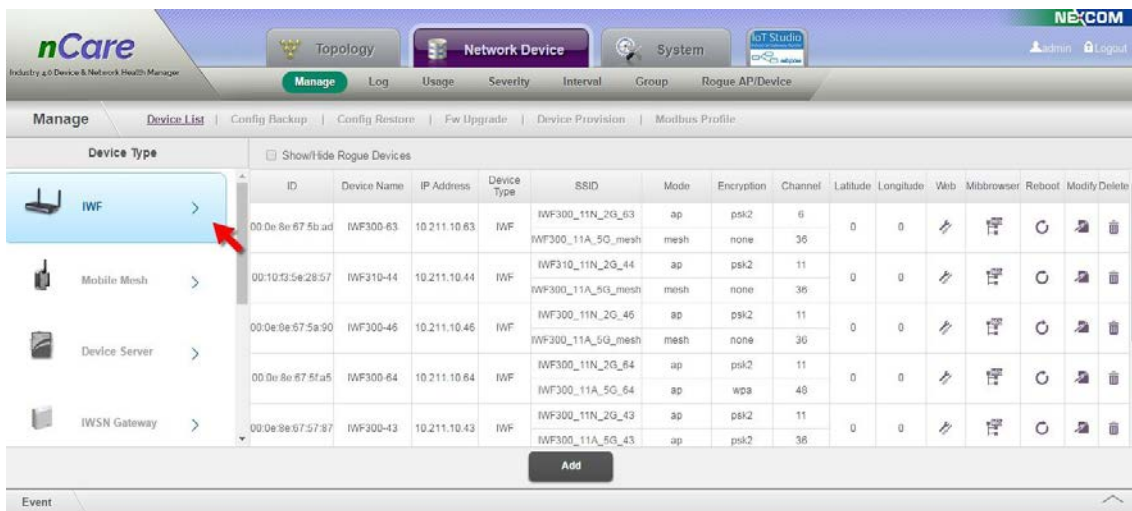 NEXCOM
nCare
Industry 4.0 Device & Network Health Manager
Topology
Network Device
System
IoT Studio
admin
Logout
Manage Log Usage Severity Interval Group Rogue AP/Device
Manage
Device List | Config Backup | Config Restore | Fw Upgrade | Device Provision | Modbus Profile
Device Type
Show/Hide Rogue Devices
IWF
Mobile Mesh
Device Server
IWSN Gateway
ID Device Name IP Address Device Type SSID Mode Encryption Channel Latitude Longitude Web Mibbrowser Reboot Modify Delete
00:0e:8e:67:5b:ad IWF300-63 10.211.10.63 IWF IWF300_11N_2G_63 ap psk2 6 0 0
IWF300_11A_5G_mesh mesh none 36
00:10:f3:5e:28:57 IWF310-44 10.211.10.44 IWF IWF310_11N_2G_44 ap psk2 11 0 0
IWF300_11A_5G_mesh mesh none 36
00:0e:8e:67:5a:90 IWF300-46 10.211.10.46 IWF IWF300_11N_2G_46 ap psk2 11 0 0
IWF300_11A_5G_mesh mesh none 36
00:0e:8e:67:5f:a5 IWF300-64 10.211.10.64 IWF IWF300_11N_2G_64 ap psk2 11 0 0
IWF300_11A_5G_64 ap wpa 48
00:0e:8e:67:57:87 IWF300-43 10.211.10.43 IWF IWF300_11N_2G_43 ap psk2 11 0 0
IWF300_11A_5G_43 ap psk2 36
Add
Event